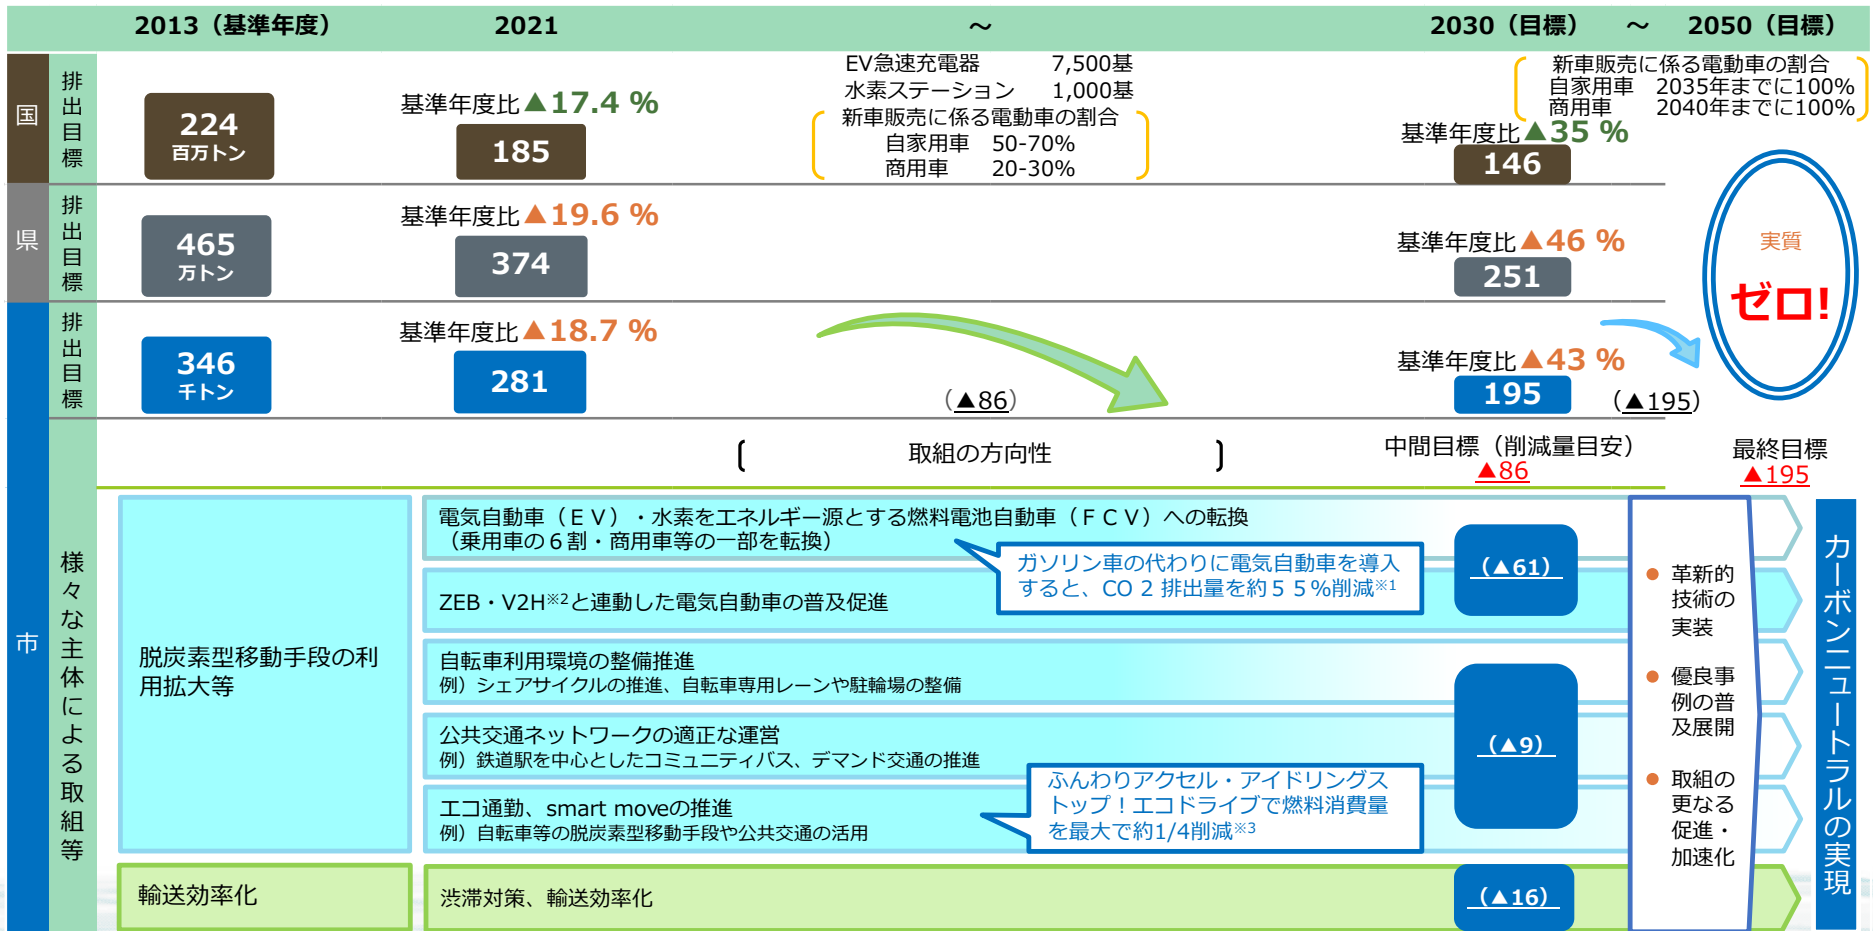 2013（基準年度）
2021
～
2030（目標）
～
2050（目標）
国
排出目標
224
百万トン
基準年度比▲17.4 %
185
EV急速充電器 7,500基
水素ステーション 1,000基
新車販売に係る電動車の割合
自家用車 50-70%
商用車 20-30%
新車販売に係る電動車の割合
自家用車 2035年までに100%
商用車 2040年までに100%
基準年度比▲35 %
146
県
排出目標
465
万トン
基準年度比▲19.6 %
374
基準年度比▲46 %
251
実質
ゼロ!
市
排出目標
346
千トン
基準年度比▲18.7 %
281
（▲86）
基準年度比▲43 %
195
（▲195）
取組の方向性
中間目標（削減量目安）
▲86
最終目標
▲195
様々な主体による取組等
脱炭素型移動手段の利
用拡大等
電気自動車（ＥＶ）・水素をエネルギー源とする燃料電池自動車（ＦＣＶ）への転換
（乗用車の６割・商用車等の一部を転換）
ガソリン車の代わりに電気自動車を導入
すると、CO２排出量を約５５%削減※1
ZEB・V2H※2と連動した電気自動車の普及促進
（▲61）
自転車利用環境の整備推進
例）シェアサイクルの推進、自転車専用レーンや駐輪場の整備
公共交通ネットワークの適正な運営
例）鉄道駅を中心としたコミュニティバス、デマンド交通の推進
（▲9）
エコ通勤、smart moveの推進
例）自転車等の脱炭素型移動手段や公共交通の活用
ふんわりアクセル・アイドリングス
トップ！エコドライブで燃料消費量
を最大で約1/4削減※3
輸送効率化
渋滞対策、輸送効率化
（▲16）
● 革新的
技術の
実装
● 優良事
例の普
及展開
● 取組の
更なる
促進・
加速化
カーボンニュートラルの実現